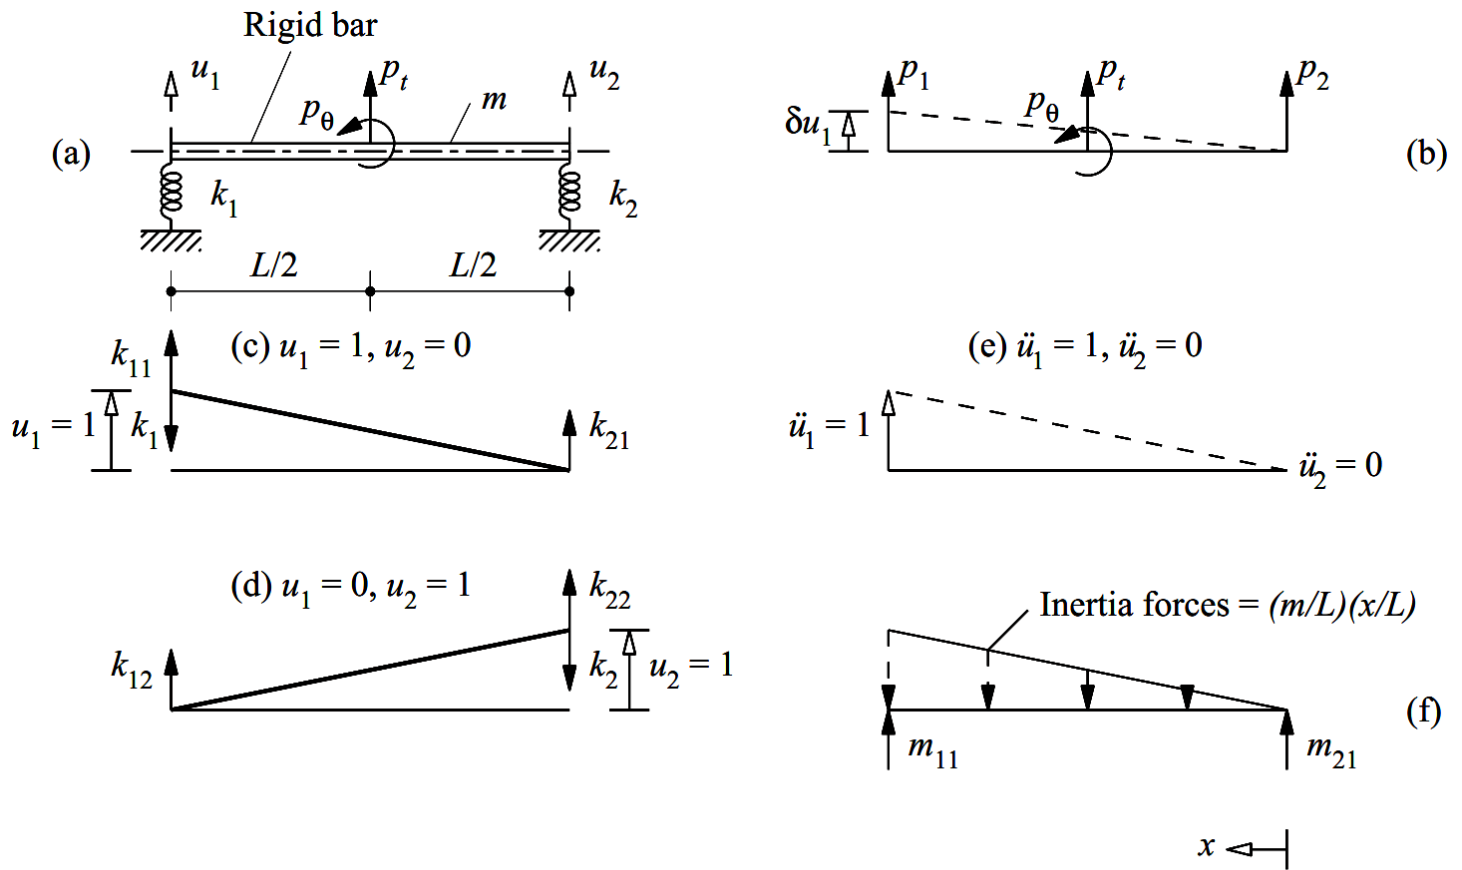 Rigid bar
u₁
pₜ
u₂
p_θ
m
(a)
k₁
k₂
L/2
L/2
p₁
pₜ
p₂
δu₁
p_θ
(b)
(c) u₁ = 1, u₂ = 0
k₁₁
u₁ = 1
k₁
k₂₁
(e) ü₁ = 1, ü₂ = 0
ü₁ = 1
ü₂ = 0
(d) u₁ = 0, u₂ = 1
k₂₂
k₁₂
k₂
u₂ = 1
Inertia forces = (m/L)(x/L)
(f)
m₁₁
m₂₁
x